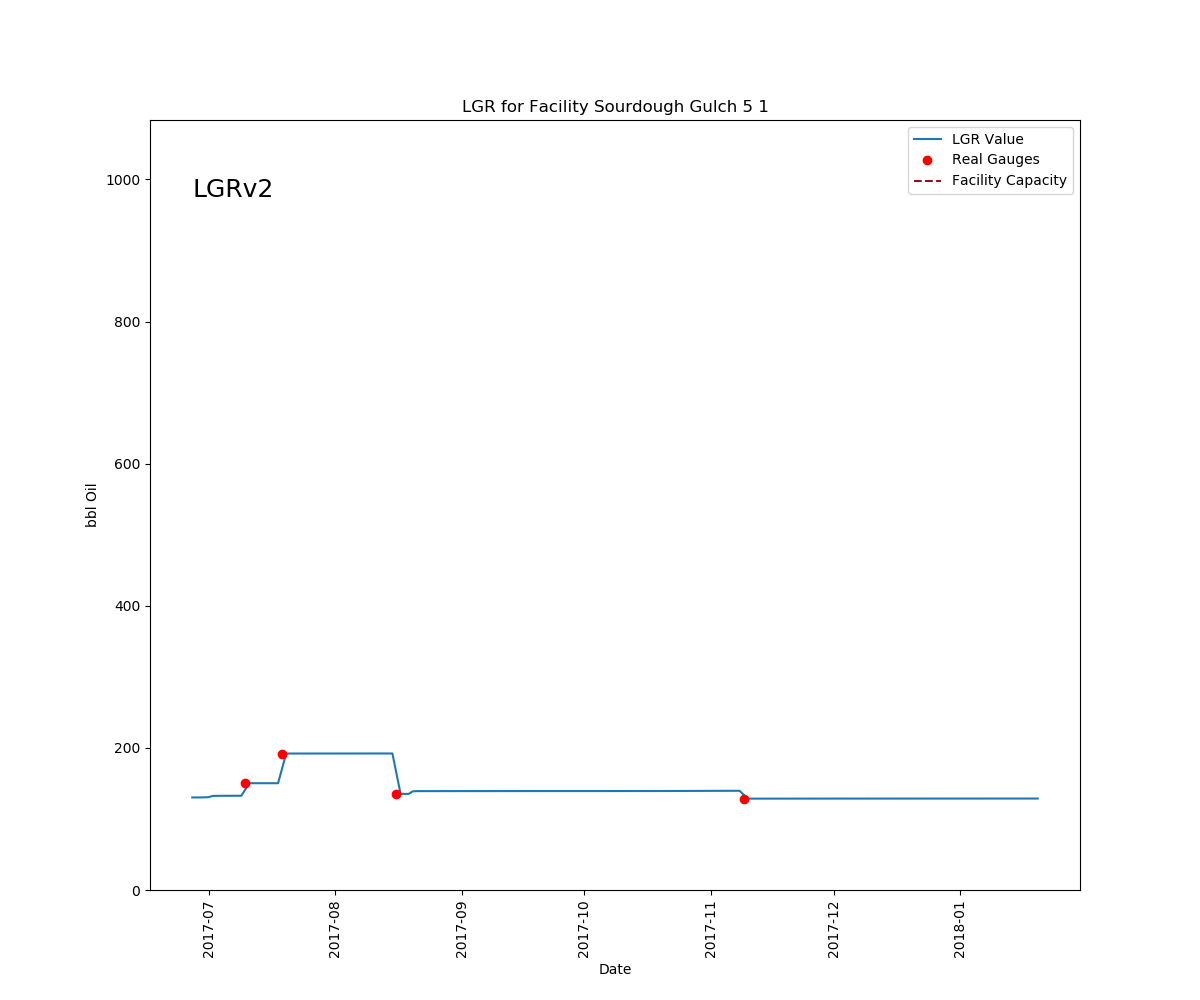 LGR for Facility Sourdough Gulch 5 1
LGRv2
LGR Value
Real Gauges
Facility Capacity
1000
800
600
400
200
0
bbl Oil
2017-07
2017-08
2017-09
2017-10
2017-11
2017-12
2018-01
Date